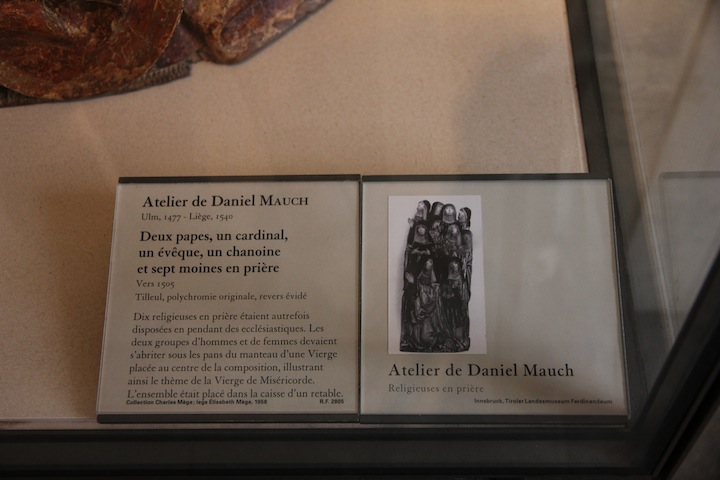 Atelier de Daniel MAUCH
Ulm, 1477 - Liège, 1540
Deux papes, un cardinal,
un évêque, un chanoine
et sept moines en prière
Vers 1505
Tilleul, polychromie originale, revers évidé
Dix religieuses en prière étaient autrefois
disposées en pendant des ecclésiastiques. Les
deux groupes d'hommes et de femmes devaient
s'abriter sous les pans du manteau d'une Vierge
placée au centre de la composition, illustrant
ainsi le thème de la Vierge de Miséricorde.
L'ensemble était placé dans la caisse d'un retable.
Collection Charles Mège; legs Elisabeth Mège, 1958 R.F. 2905
Atelier de Daniel Mauch
Religieuses en prière
Innsbruck, Tiroler Landesmuseum Ferdinandeum